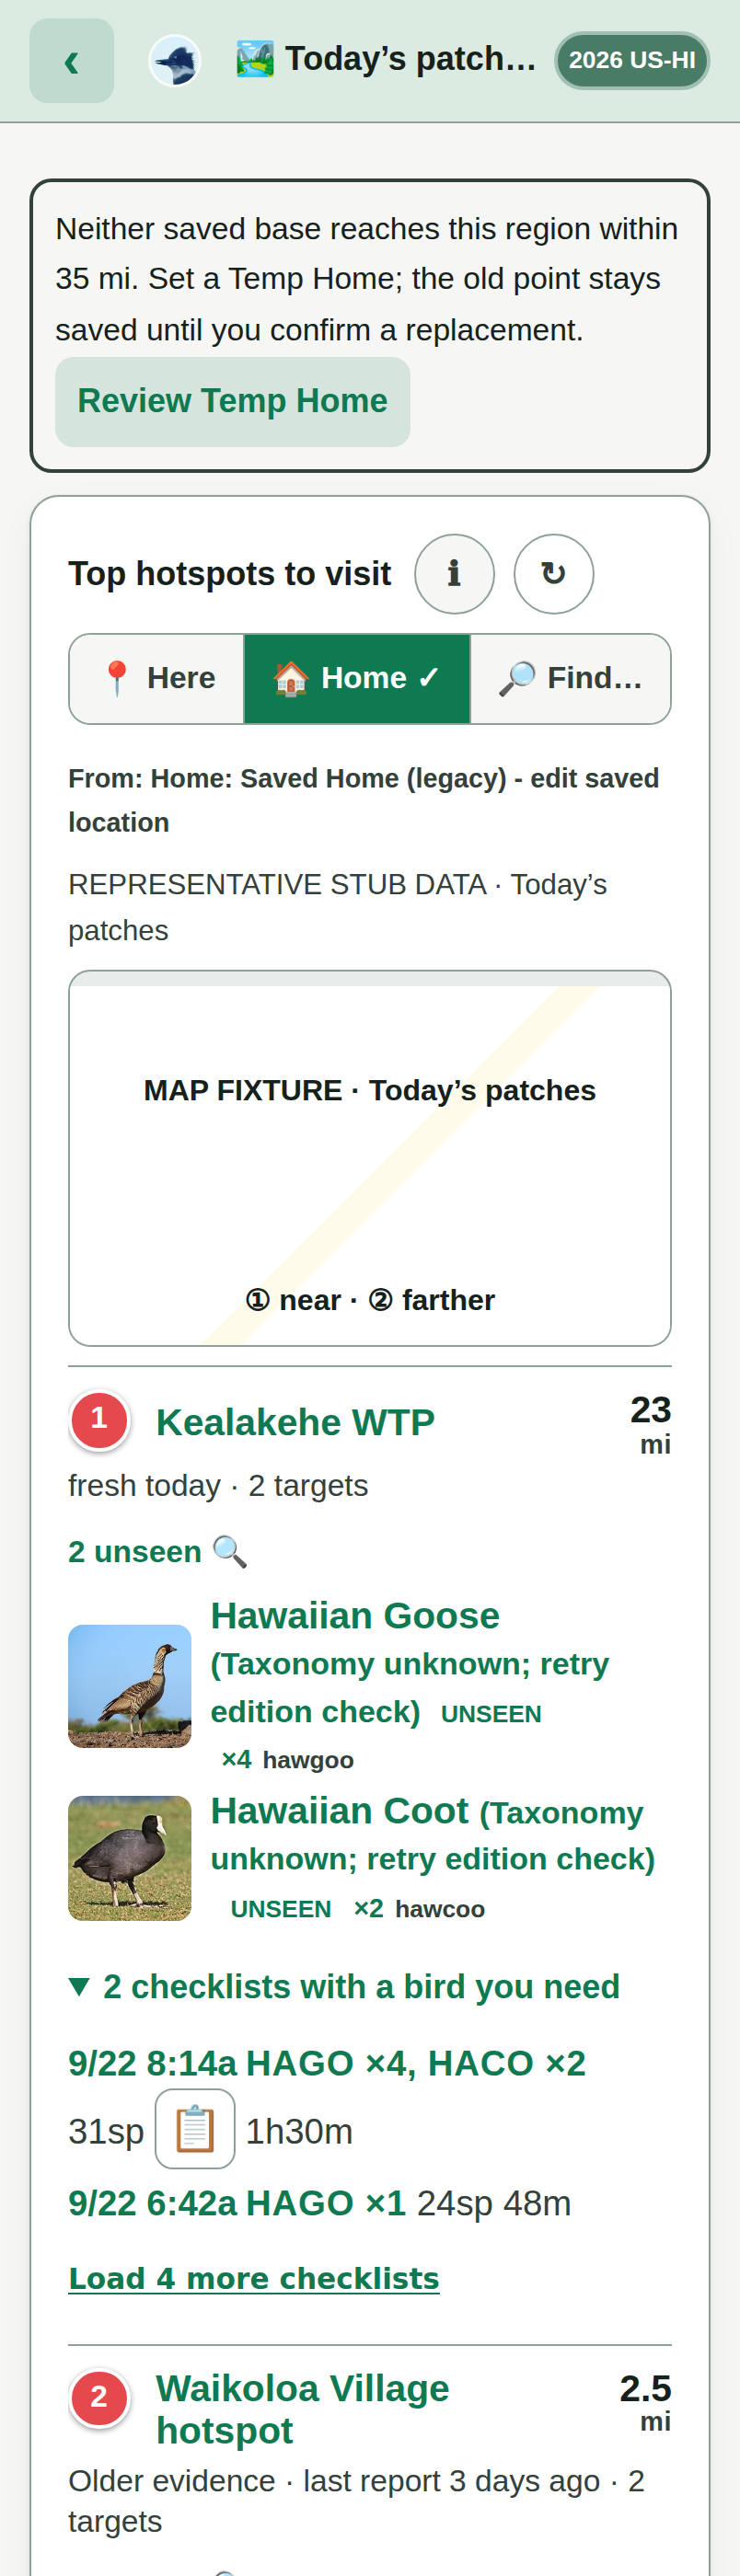 ‹ 🏞️ Today’s patch… 2026 US-HI
Neither saved base reaches this region within
35 mi. Set a Temp Home; the old point stays
saved until you confirm a replacement.
Review Temp Home
Top hotspots to visit ℹ ↻
📍 Here 🏠 Home ✓ 🔎 Find…
From: Home: Saved Home (legacy) - edit saved
location
REPRESENTATIVE STUB DATA · Today’s
patches
MAP FIXTURE · Today’s patches
① near · ② farther
1 Kealakehe WTP 23
mi
fresh today · 2 targets
2 unseen 🔍
Hawaiian Goose
(Taxonomy unknown; retry
edition check) UNSEEN
×4 hawgoo
Hawaiian Coot (Taxonomy
unknown; retry edition check)
UNSEEN ×2 hawcoo
▼ 2 checklists with a bird you need
9/22 8:14a HAGO ×4, HACO ×2
31sp 📋 1h30m
9/22 6:42a HAGO ×1 24sp 48m
Load 4 more checklists
2 Waikoloa Village 2.5
hotspot mi
Older evidence · last report 3 days ago · 2
targets